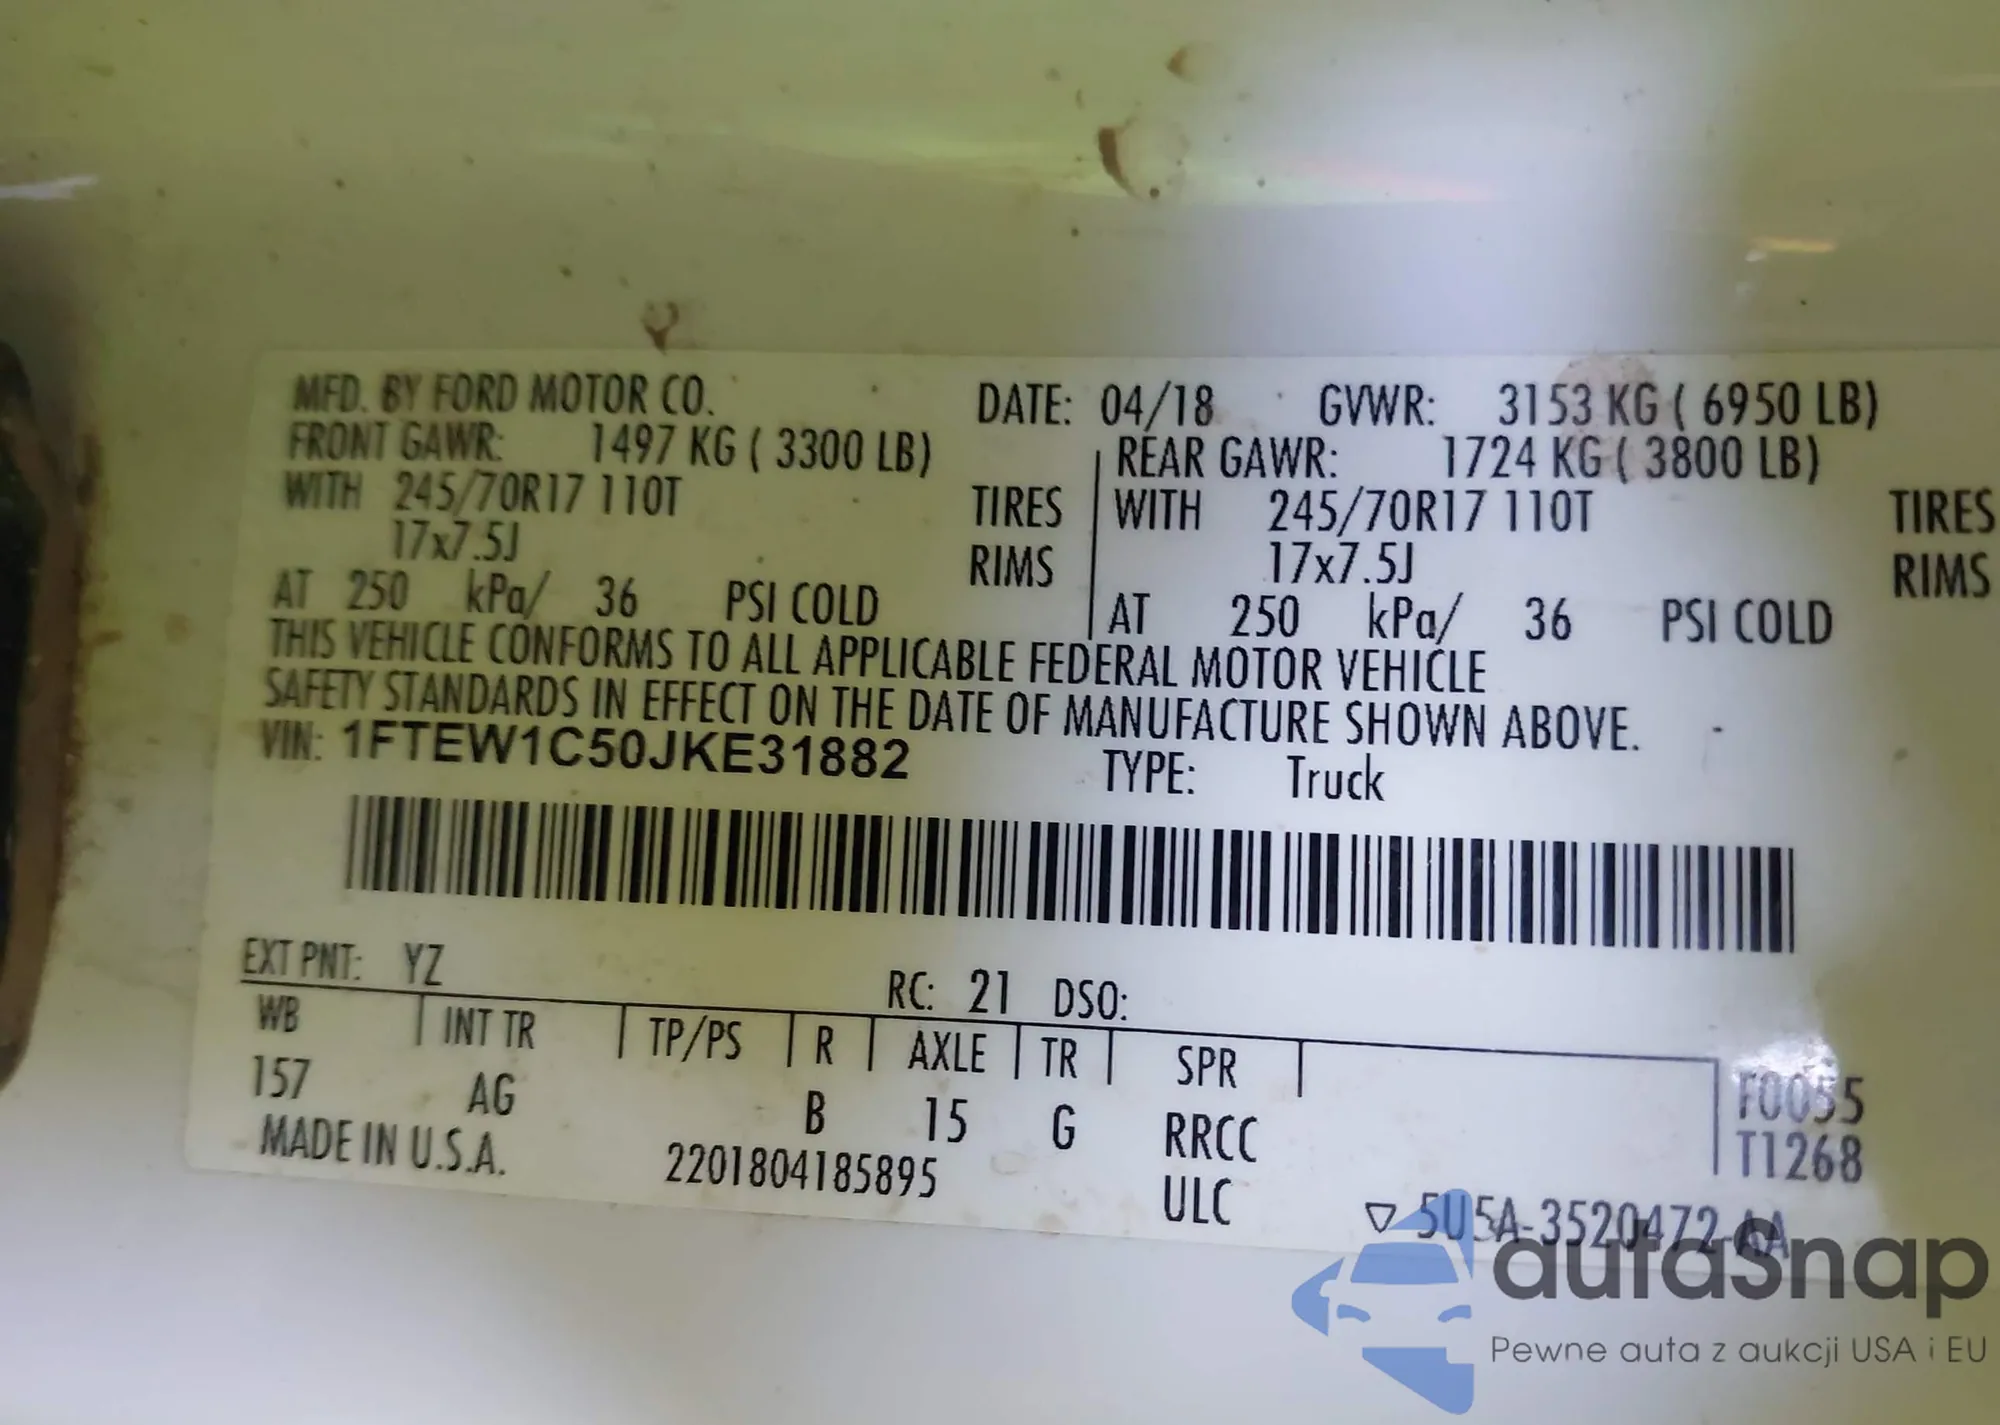 MFD. BY FORD MOTOR CO. DATE: 04/18 GVWR: 3153 KG ( 6950 LB)
FRONT GAWR: 1497 KG ( 3300 LB) REAR GAWR: 1724 KG ( 3800 LB)
WITH 245/70R17 110T TIRES WITH 245/70R17 110T TIRES
17x7.5J RIMS 17x7.5J RIMS
AT 250 kPa/ 36 PSI COLD AT 250 kPa/ 36 PSI COLD
THIS VEHICLE CONFORMS TO ALL APPLICABLE FEDERAL MOTOR VEHICLE
SAFETY STANDARDS IN EFFECT ON THE DATE OF MANUFACTURE SHOWN ABOVE.
VIN: 1FTEW1C50JKE31882 TYPE: Truck
EXT PNT: YZ RC: 21 DSO:
WB INT TR TP/PS R AXLE TR SPR
157 AG B 15 G RRCC F0055
MADE IN U.S.A. 2201804185895 ULC T1268
▽ 5U5A-3520472-AA
autasnap
Pewne auta z aukcji USA i EU